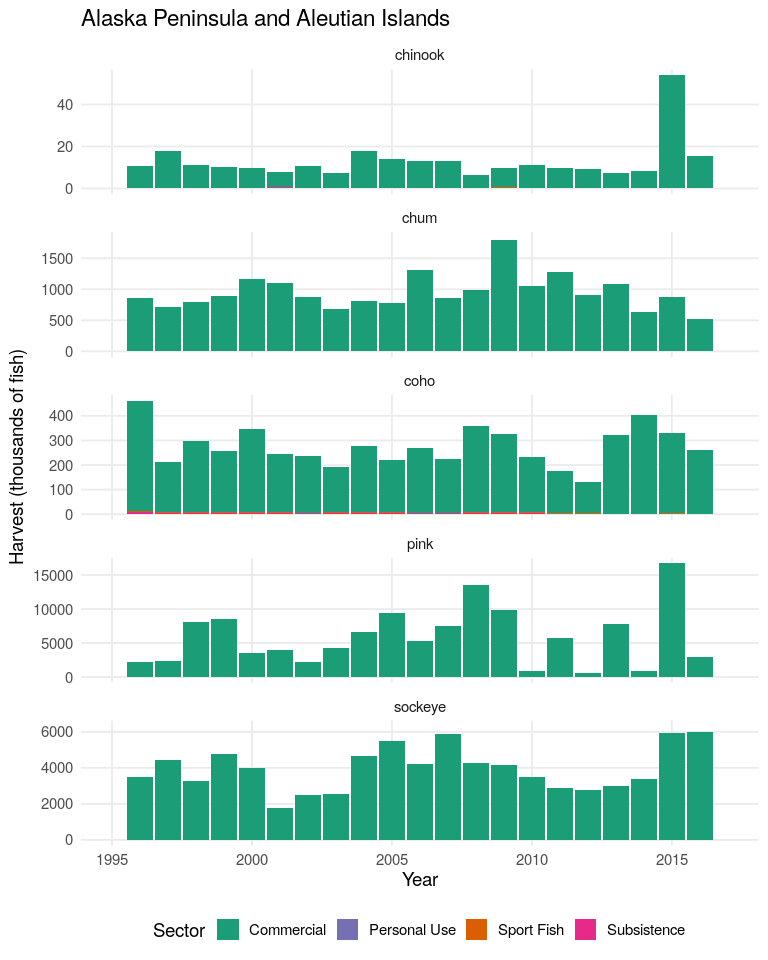 Alaska Peninsula and Aleutian Islands
chinook
40
20
0
chum
1500
1000
500
0
coho
400
300
200
100
0
pink
15000
10000
5000
0
sockeye
6000
4000
2000
0
1995 2000 2005 2010 2015
Year
Harvest (thousands of fish)
Sector Commercial Personal Use Sport Fish Subsistence